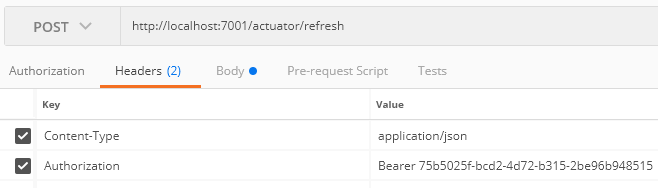 POST http://localhost:7001/actuator/refresh
Authorization Headers (2) Body Pre-request Script Tests
Key Value
Content-Type application/json
Authorization Bearer 75b5025f-bcd2-4d72-b315-2be96b948515